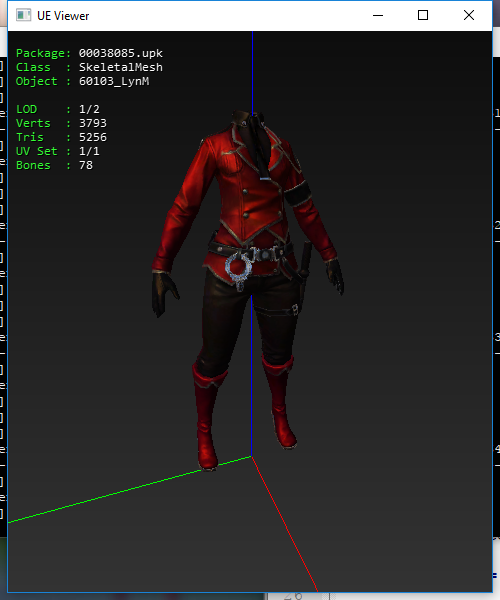 UE Viewer
Package: 00038085.upk
Class : SkeletalMesh
Object : 60103_LynM
LOD : 1/2
Verts : 3793
Tris : 5256
UV Set : 1/1
Bones : 78